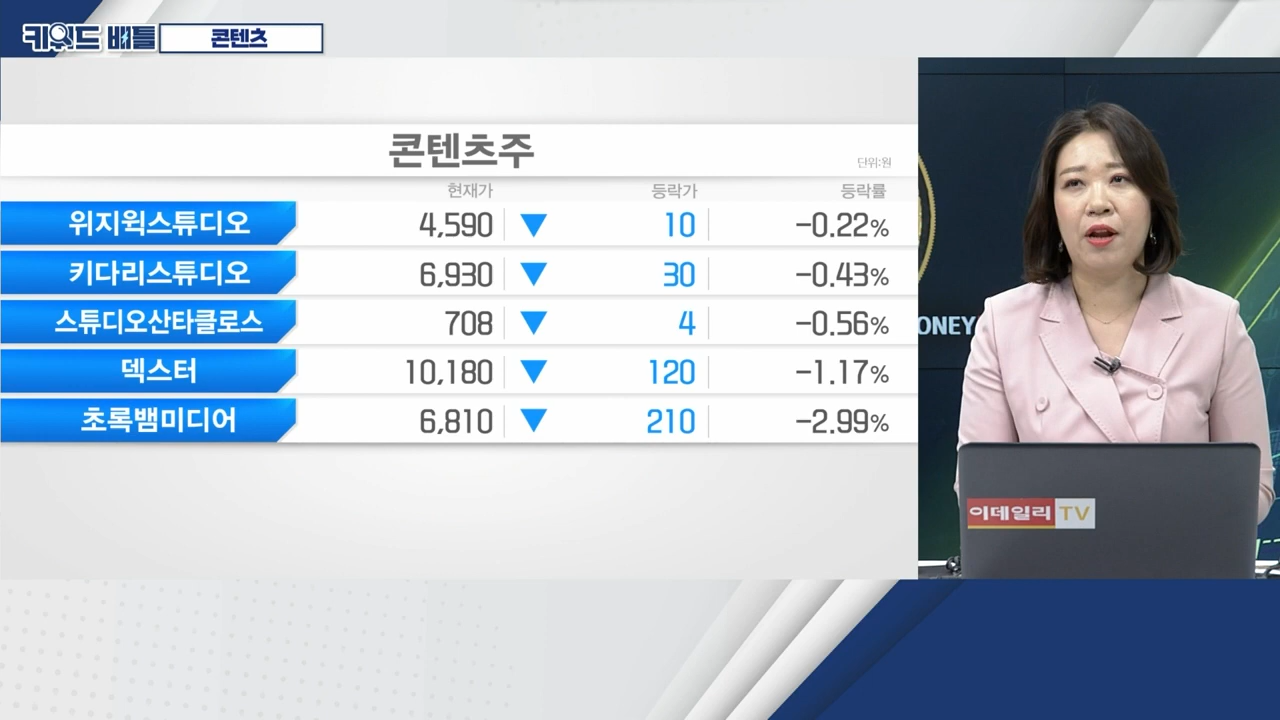 키워드 배틀 콘텐츠
콘텐츠주
단위:원
현재가 등락가 등락률
위지윅스튜디오 4,590 ▼ 10 -0.22%
키다리스튜디오 6,930 ▼ 30 -0.43%
스튜디오산타클로스 708 ▼ 4 -0.56%
덱스터 10,180 ▼ 120 -1.17%
초록뱀미디어 6,810 ▼ 210 -2.99%
ONEY
이데일리TV